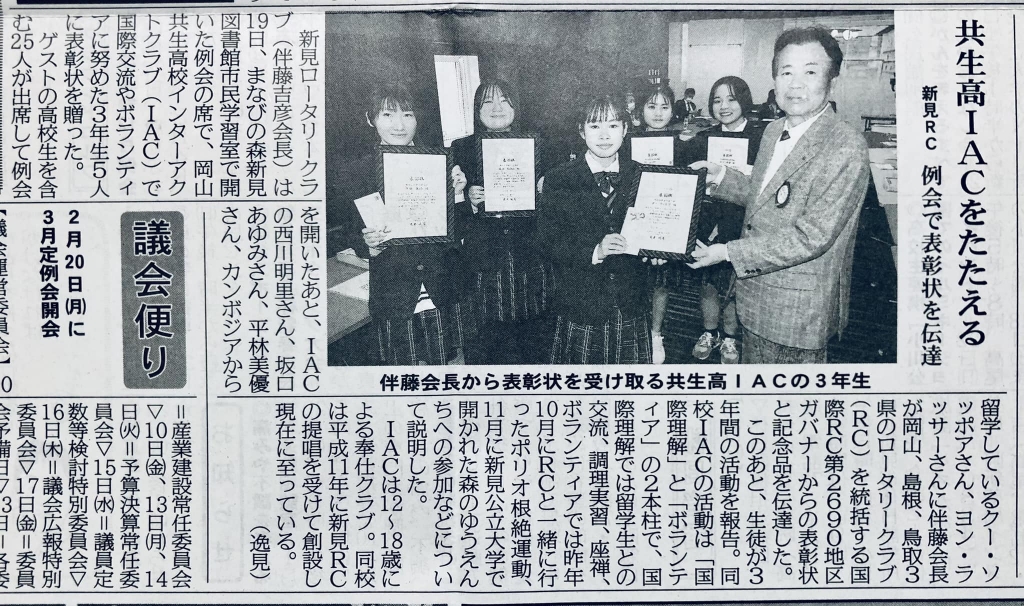 共生高IACをたたえる
新見RC 例会で表彰状を伝達
伴藤会長から表彰状を受け取る共生高IACの3年生
新見ロータリークラ
ブ(伴藤吉彦会長)は
19日、まなびの森新見
図書館市民学習室で開
いた例会の席で、岡山
共生高校インターアク
トクラブ(IAC)で
国際交流やボランティ
アに努めた3年生5人
に表彰状を贈った。
ゲストの高校生を含
む25人が出席して例会
を開いたあと、IAC
の西川明里さん、坂口
あゆみさん、平林美優
さん、カンボジアから
留学しているクー・ソ
ッポアさん、ヨン・ラ
ッサーさんに伴藤会長
が岡山、島根、鳥取3
県のロータリークラブ
(RC)を統括する国
際RC第2690地区
ガバナーからの表彰状
と記念品を伝達した。
このあと、生徒が3
年間の活動を報告。同
校IACの活動は「国
際理解」と「ボランテ
ィア」の2本柱で、国
際理解では留学生との
交流、調理実習、座禅、
ボランティアでは昨年
10月にRCと一緒に行
ったポリオ根絶運動、
11月に新見公立大学で
開かれた森のゆうえん
ちへの参加などについ
て説明した。
IACは12〜18歳に
よる奉仕クラブ。同校
は平成11年に新見RC
の提唱を受けて創設し
現在に至っている。
(逸見)
議会便り
2月20日(月)に
3月定例会開会
=産業建設常任委員会
▽10日(金)、13日(月)、14
日(火)=予算決算常任委
員会▽15日(水)=議員定
数等検討特別委員会▽
16日(木)=議会広報特別
委員会▽17日(金)=委員